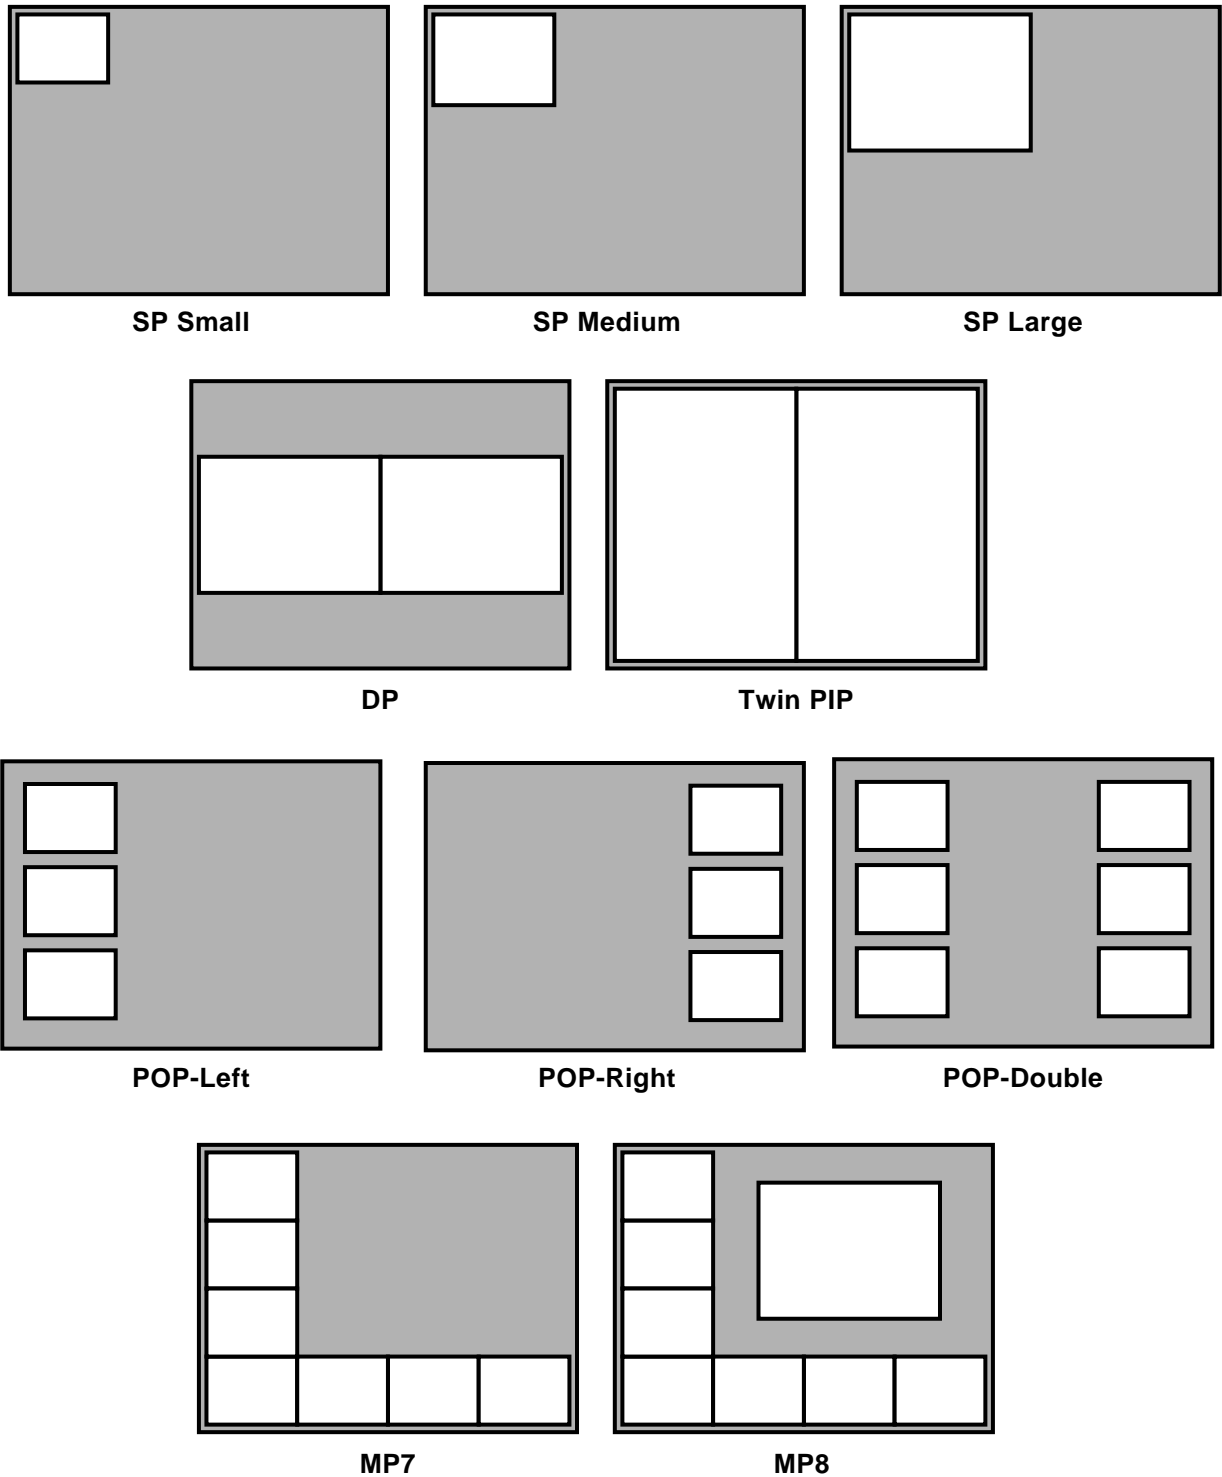 SP Small
SP Medium
SP Large
DP
Twin PIP
POP-Left
POP-Right
POP-Double
MP7
MP8